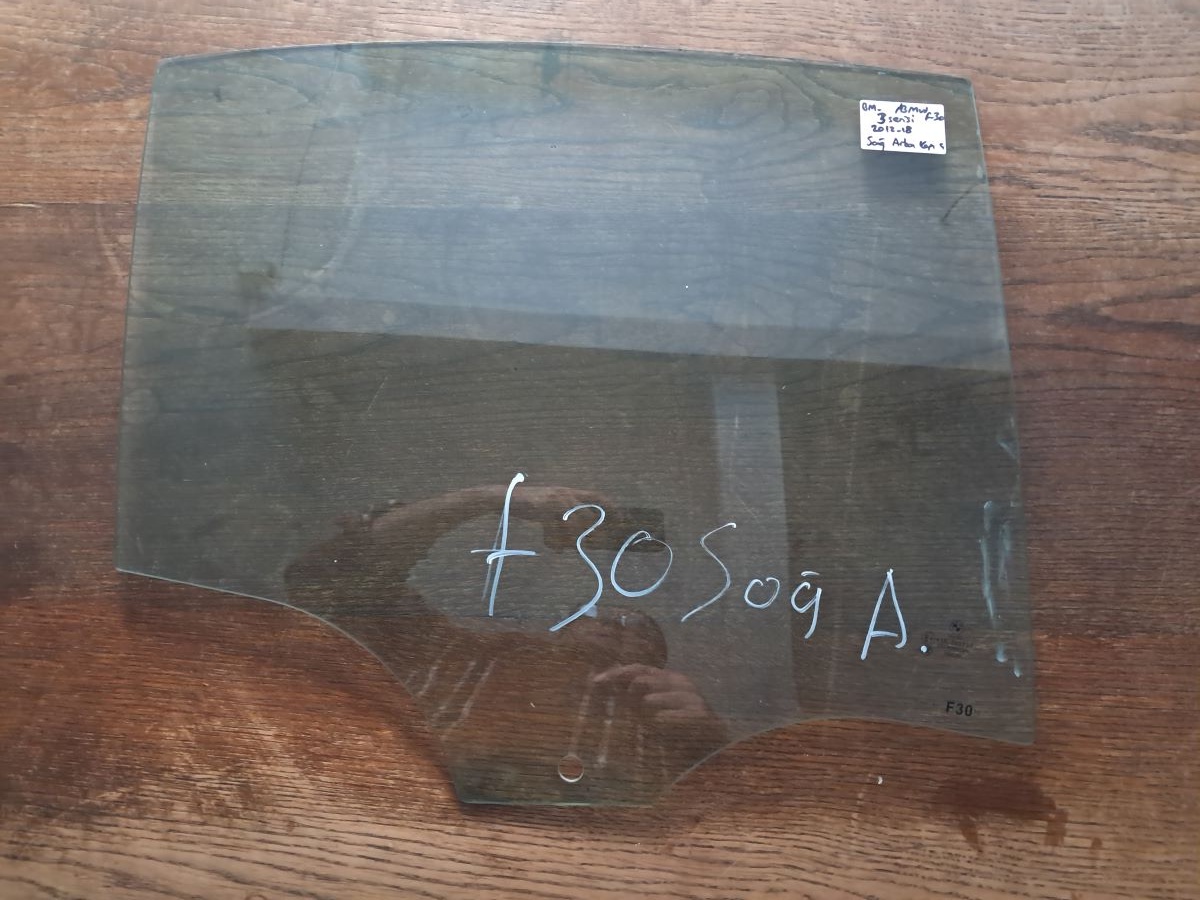 BMW
3 serisi F30
2012-18
Sağ Arka Kapı
f30 Sağ A.
F30